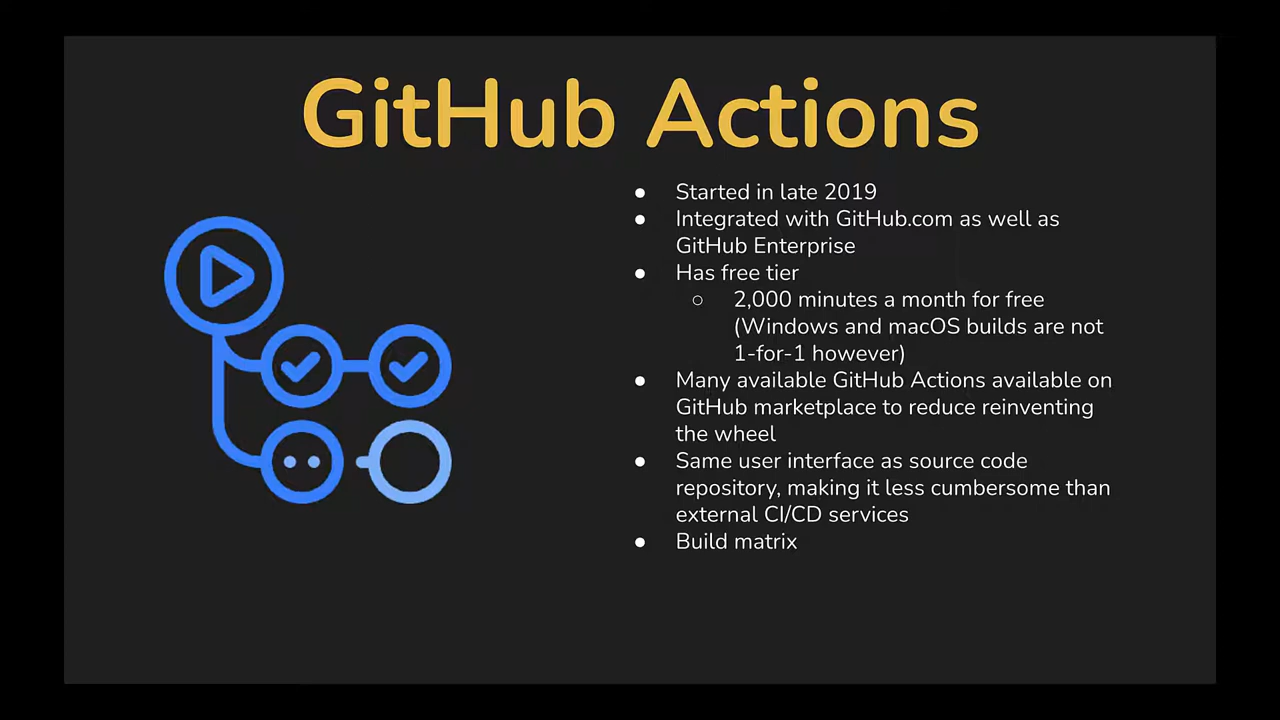 GitHub Actions
● Started in late 2019
● Integrated with GitHub.com as well as
GitHub Enterprise
● Has free tier
○ 2,000 minutes a month for free
(Windows and macOS builds are not
1-for-1 however)
● Many available GitHub Actions available on
GitHub marketplace to reduce reinventing
the wheel
● Same user interface as source code
repository, making it less cumbersome than
external CI/CD services
● Build matrix